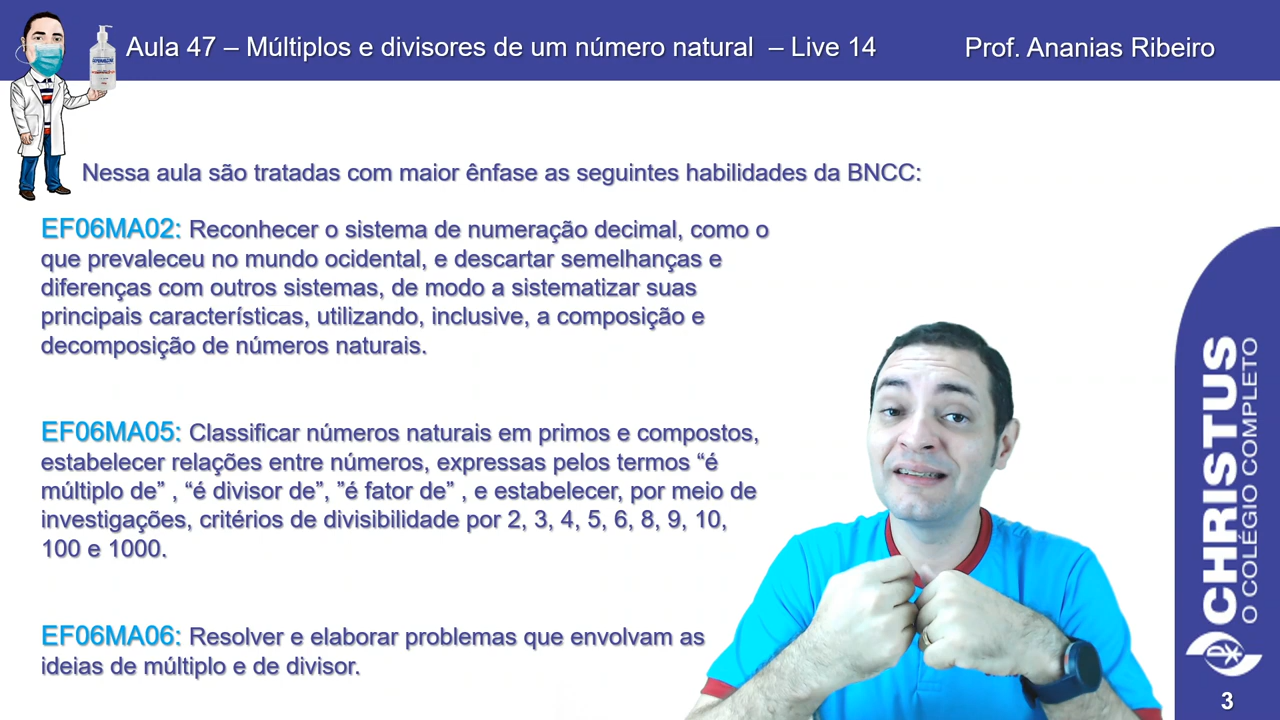 Aula 47 – Múltiplos e divisores de um número natural – Live 14
Prof. Ananias Ribeiro
Nessa aula são tratadas com maior ênfase as seguintes habilidades da BNCC:
EF06MA02: Reconhecer o sistema de numeração decimal, como o
que prevaleceu no mundo ocidental, e descartar semelhanças e
diferenças com outros sistemas, de modo a sistematizar suas
principais características, utilizando, inclusive, a composição e
decomposição de números naturais.
EF06MA05: Classificar números naturais em primos e compostos,
estabelecer relações entre números, expressas pelos termos “é
múltiplo de” , “é divisor de”, ”é fator de” , e estabelecer, por meio de
investigações, critérios de divisibilidade por 2, 3, 4, 5, 6, 8, 9, 10,
100 e 1000.
EF06MA06: Resolver e elaborar problemas que envolvam as
ideias de múltiplo e de divisor.
CHRISTUS
O COLÉGIO COMPLETO
3